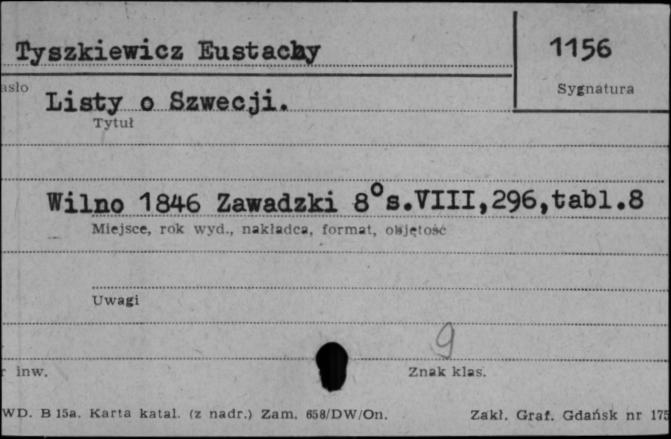 Tyszkiewicz Eustachy
1156
Sygnatura
asło
Listy o Szwecji.
Tytuł
Wilno 1846 Zawadzki 8° s.VIII,296,tabl.8
Miejsce, rok wyd., nakładca, format, objętość
Uwagi
9
r inw.
Znak klas.
WD. B 15a. Karta katal. (z nadr.) Zam. 658/DW/On.
Zakł. Graf. Gdańsk nr 175